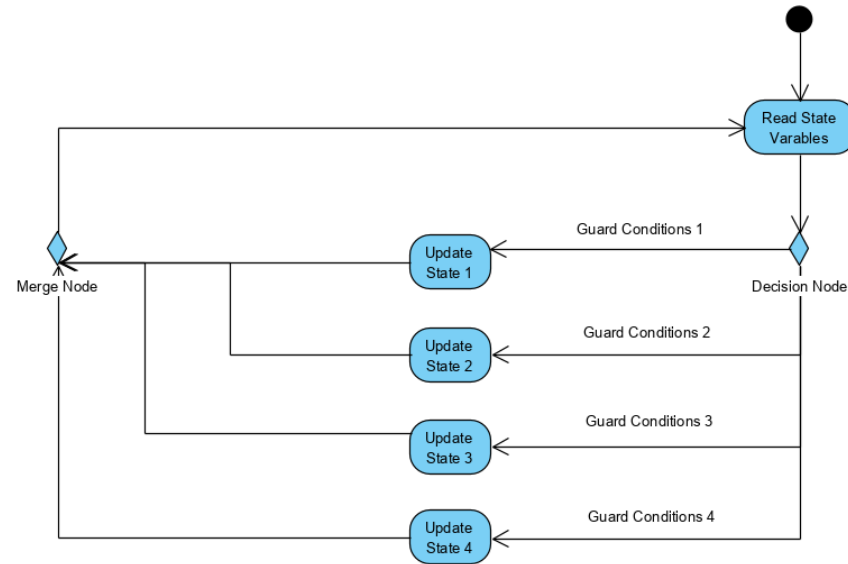 Read State
Varables
Guard Conditions 1
Update
State 1
Merge Node
Decision Node
Guard Conditions 2
Update
State 2
Guard Conditions 3
Update
State 3
Guard Conditions 4
Update
State 4